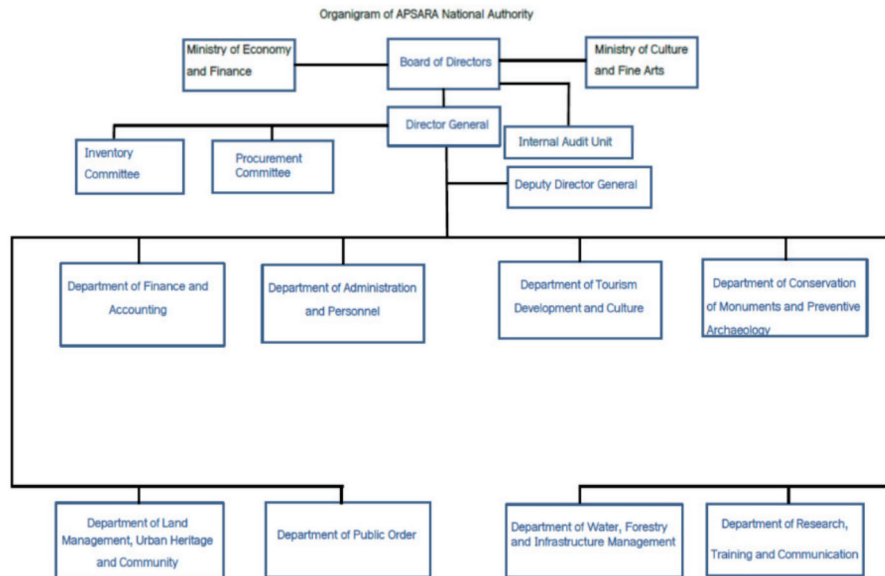 Organigram of APSARA National Authority
Ministry of Economy
and Finance
Board of Directors
Ministry of Culture
and Fine Arts
Director General
Inventory
Committee
Procurement
Committee
Internal Audit Unit
Deputy Director General
Department of Finance and
Accounting
Department of Administration
and Personnel
Department of Tourism
Development and Culture
Department of Conservation
of Monuments and Preventive
Archaeology
Department of Land
Management, Urban Heritage
and Community
Department of Public Order
Department of Water, Forestry
and Infrastructure Management
Department of Research,
Training and Communication